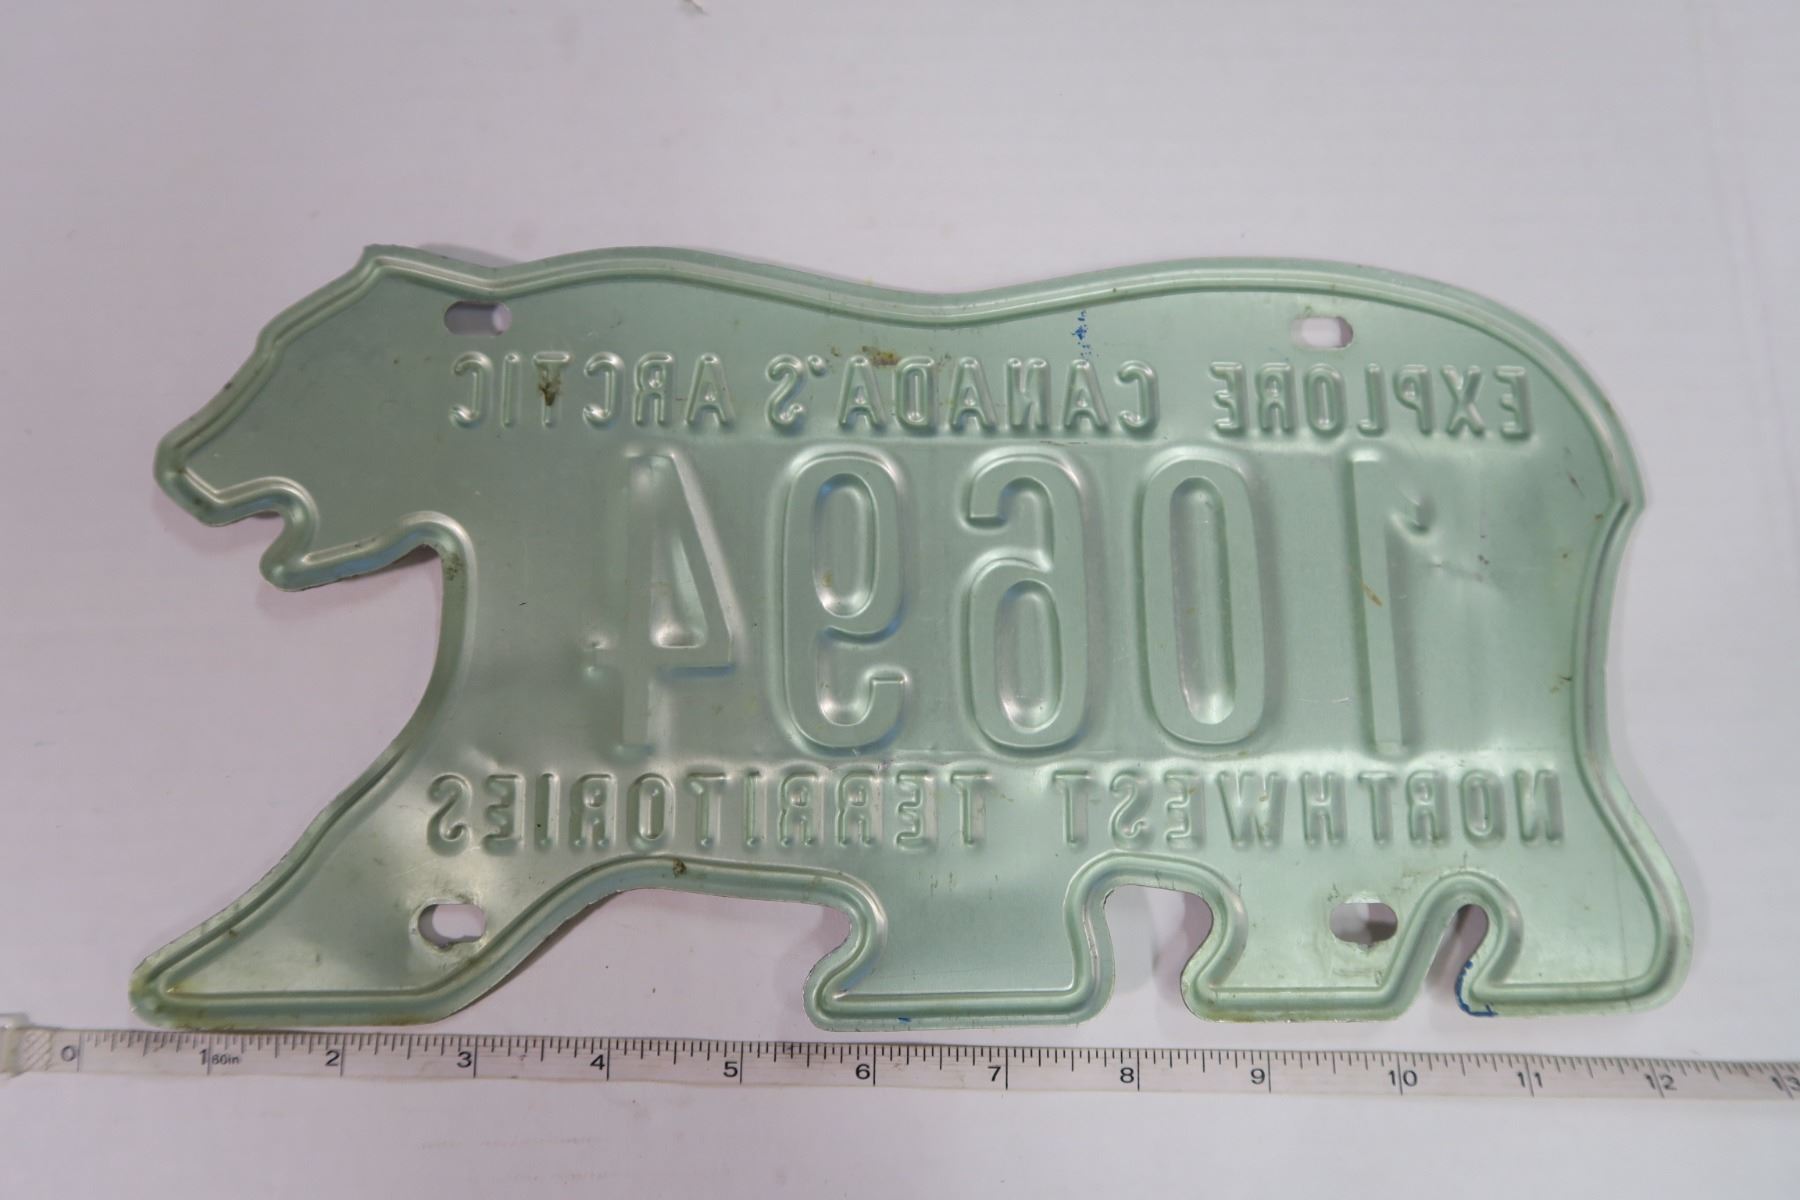 EXPLORE CANADA'S ARCTIC
10694
NORTHWEST TERRITORIES
0 1 60in 2 3 4 5 6 7 8 9 10 11 12 13